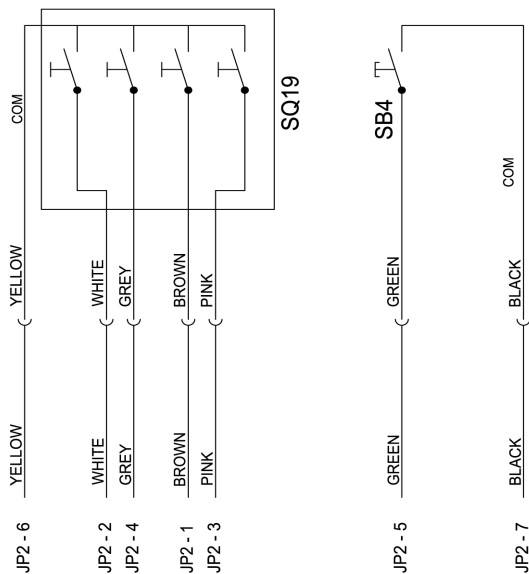 COM
SQ19
SB4
COM
YELLOW
WHITE
GREY
BROWN
PINK
GREEN
BLACK
YELLOW
WHITE
GREY
BROWN
PINK
GREEN
BLACK
JP2 - 6
JP2 - 2
JP2 - 4
JP2 - 1
JP2 - 3
JP2 - 5
JP2 - 7